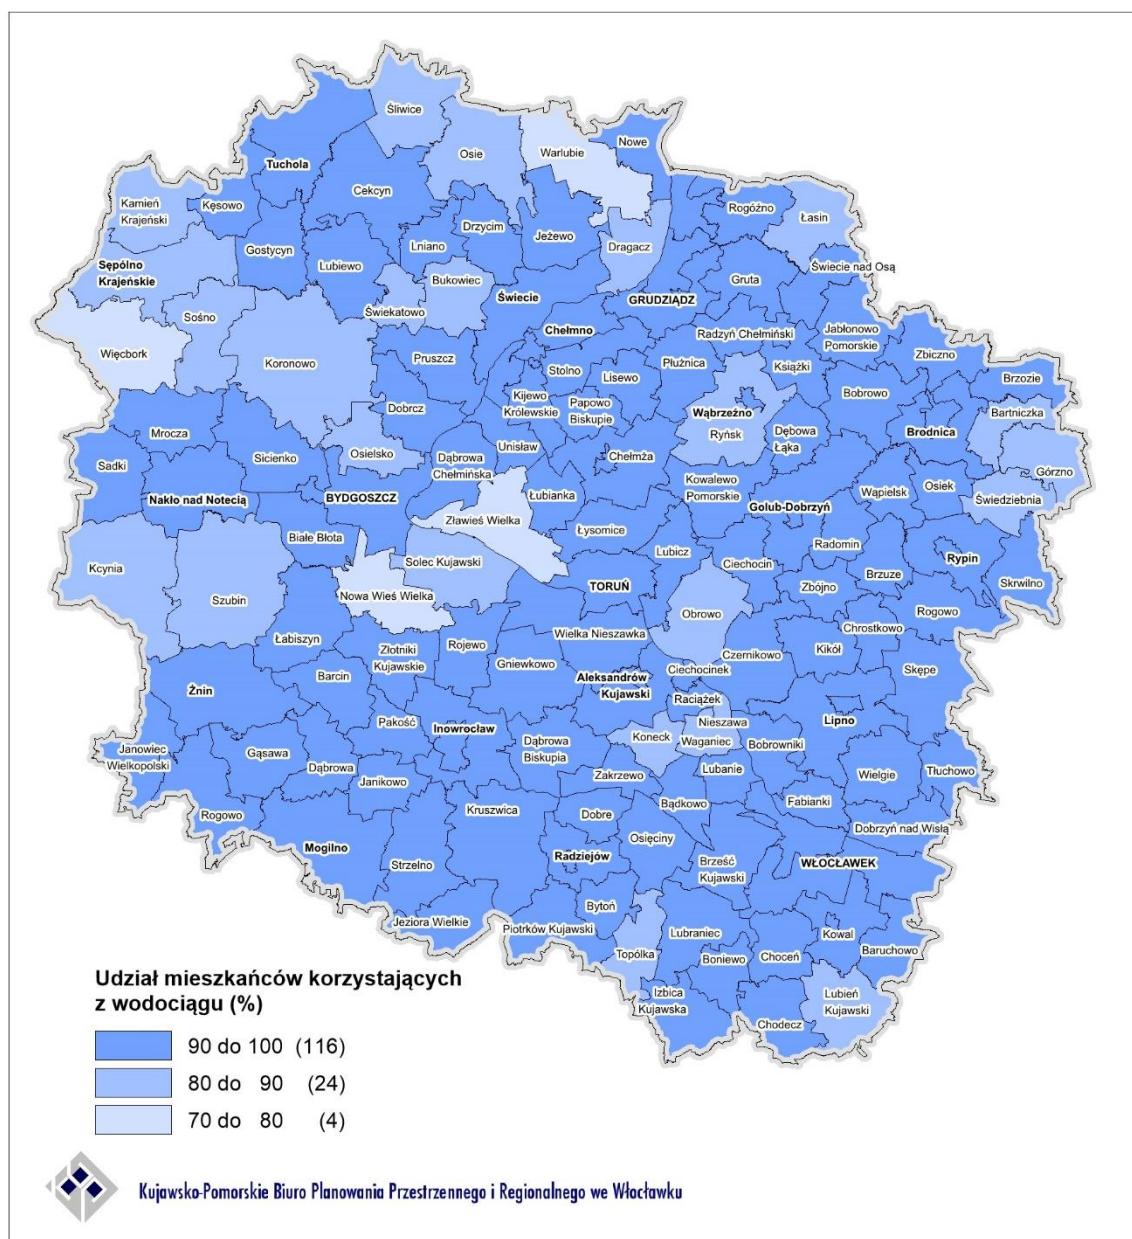 Śliwice
Nowe
Osie
Warlubie
Tuchola
Cekcyn
Kamień
Krajeński
Kęsowo
Rogóźno
Łasin
Drzycim
Jeżewo
Lniano
Dragacz
Gostycyn
Lubiewo
Sępólno
Krajeńskie
Świecie nad Osą
Bukowiec
Gruta
Świecie
GRUDZIĄDZ
Świekatowo
Sośno
Chełmno
Radzyń Chełmiński
Jabłonowo
Pomorskie
Więcbork
Koronowo
Pruszcz
Zbiczno
Płużnica
Książki
Stolno
Lisewo
Brzozie
Bobrowo
Kijewo
Królewskie
Papowo
Biskupie
Dobrcz
Wąbrzeźno
Bartniczka
Mrocza
Ryńsk
Dębowa
Łąka
Brodnica
Unisław
Osielsko
Dąbrowa
Chełmińska
Chełmża
Sicienko
Sadki
Górzno
Kowalewo
Pomorskie
Wąpielsk
Osiek
Nakło nad Notecią
BYDGOSZCZ
Łubianka
Golub-Dobrzyń
Świedziebnia
Zławieś Wielka
Łysomice
Białe Błota
Radomin
Lubicz
Rypin
Solec Kujawski
Ciechocin
Kcynia
Brzuze
Skrwilno
TORUŃ
Zbójno
Nowa Wieś Wielka
Szubin
Obrowo
Rogowo
Chrostkowo
Wielka Nieszawka
Łabiszyn
Złotniki
Kujawskie
Rojewo
Kikół
Czernikowo
Gniewkowo
Ciechocinek
Skępe
Barcin
Aleksandrów
Kujawski
Żnin
Raciążek
Pakość
Inowrocław
Nieszawa
Lipno
Koneck
Waganiec
Bobrowniki
Dąbrowa
Biskupia
Janowiec
Wielkopolski
Gąsawa
Dąbrowa
Lubanie
Tłuchowo
Janikowo
Zakrzewo
Wielgie
Bądkowo
Fabianki
Kruszwica
Rogowo
Dobre
Dobrzyń nad Wisłą
Osięciny
Mogilno
Radziejów
Brześć
Kujawski
WŁOCŁAWEK
Strzelno
Bytoń
Jeziora Wielkie
Piotrków Kujawski
Lubraniec
Kowal
Topólka
Boniewo
Choceń
Baruchowo
Izbica
Kujawska
Lubień
Kujawski
Chodecz
Udział mieszkańców korzystających
z wodociągu (%)
90 do 100 (116)
80 do 90 (24)
70 do 80 (4)
Kujawsko-Pomorskie Biuro Planowania Przestrzennego i Regionalnego we Włocławku